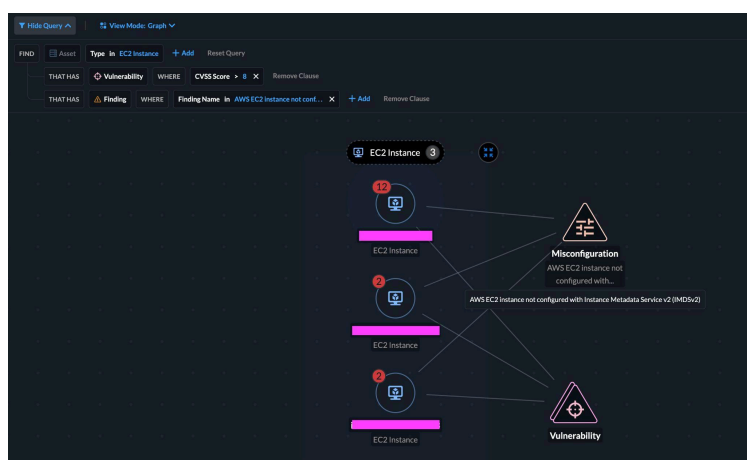 Hide Query View Mode: Graph
FIND Asset Type in EC2 Instance + Add Reset Query
THAT HAS Vulnerability WHERE CVSS Score > 8 X Remove Clause
THAT HAS Finding WHERE Finding Name in AWS EC2 instance not conf... X + Add Remove Clause
EC2 Instance 3
12
EC2 Instance
Misconfiguration
AWS EC2 instance not
configured with...
2
AWS EC2 instance not configured with Instance Metadata Service v2 (IMDSv2)
EC2 Instance
2
EC2 Instance
Vulnerability